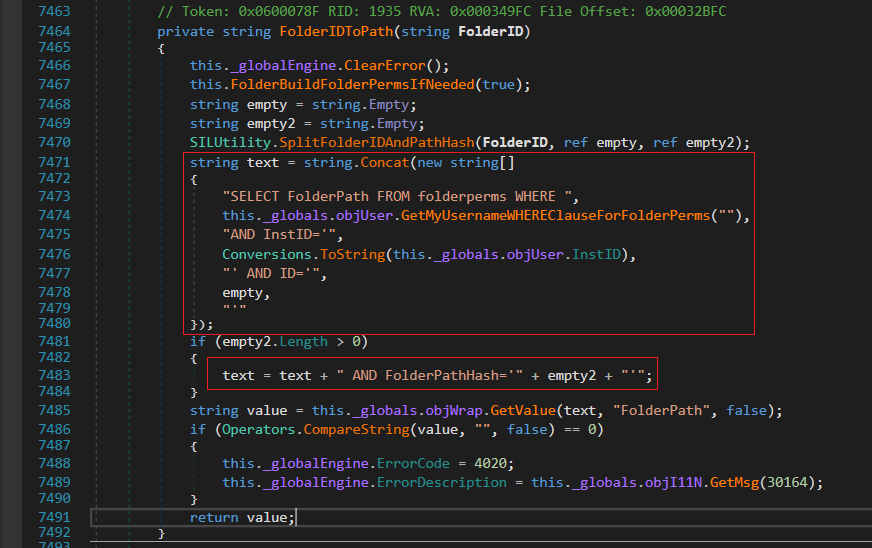 7463 // Token: 0x0600078F RID: 1935 RVA: 0x000349FC File Offset: 0x00032BFC
7464 private string FolderIDToPath(string FolderID)
7465 {
7466 this._globalEngine.ClearError();
7467 this.FolderBuildFolderPermsIfNeeded(true);
7468 string empty = string.Empty;
7469 string empty2 = string.Empty;
7470 SILUtility.SplitFolderIDAndPathHash(FolderID, ref empty, ref empty2);
7471 string text = string.Concat(new string[]
7472 {
7473 "SELECT FolderPath FROM folderperms WHERE ",
7474 this._globals.objUser.GetMyUsernameWHEREClauseForFolderPerms(""),
7475 "AND InstID='",
7476 Conversions.ToString(this._globals.objUser.InstID),
7477 "' AND ID='",
7478 empty,
7479 "'"
7480 });
7481 if (empty2.Length > 0)
7482 {
7483 text = text + " AND FolderPathHash='" + empty2 + "'";
7484 }
7485 string value = this._globals.objWrap.GetValue(text, "FolderPath", false);
7486 if (Operators.CompareString(value, "", false) == 0)
7487 {
7488 this._globalEngine.ErrorCode = 4020;
7489 this._globalEngine.ErrorDescription = this._globals.objI11N.GetMsg(30164);
7490 }
7491 return value;
7492 }
7493